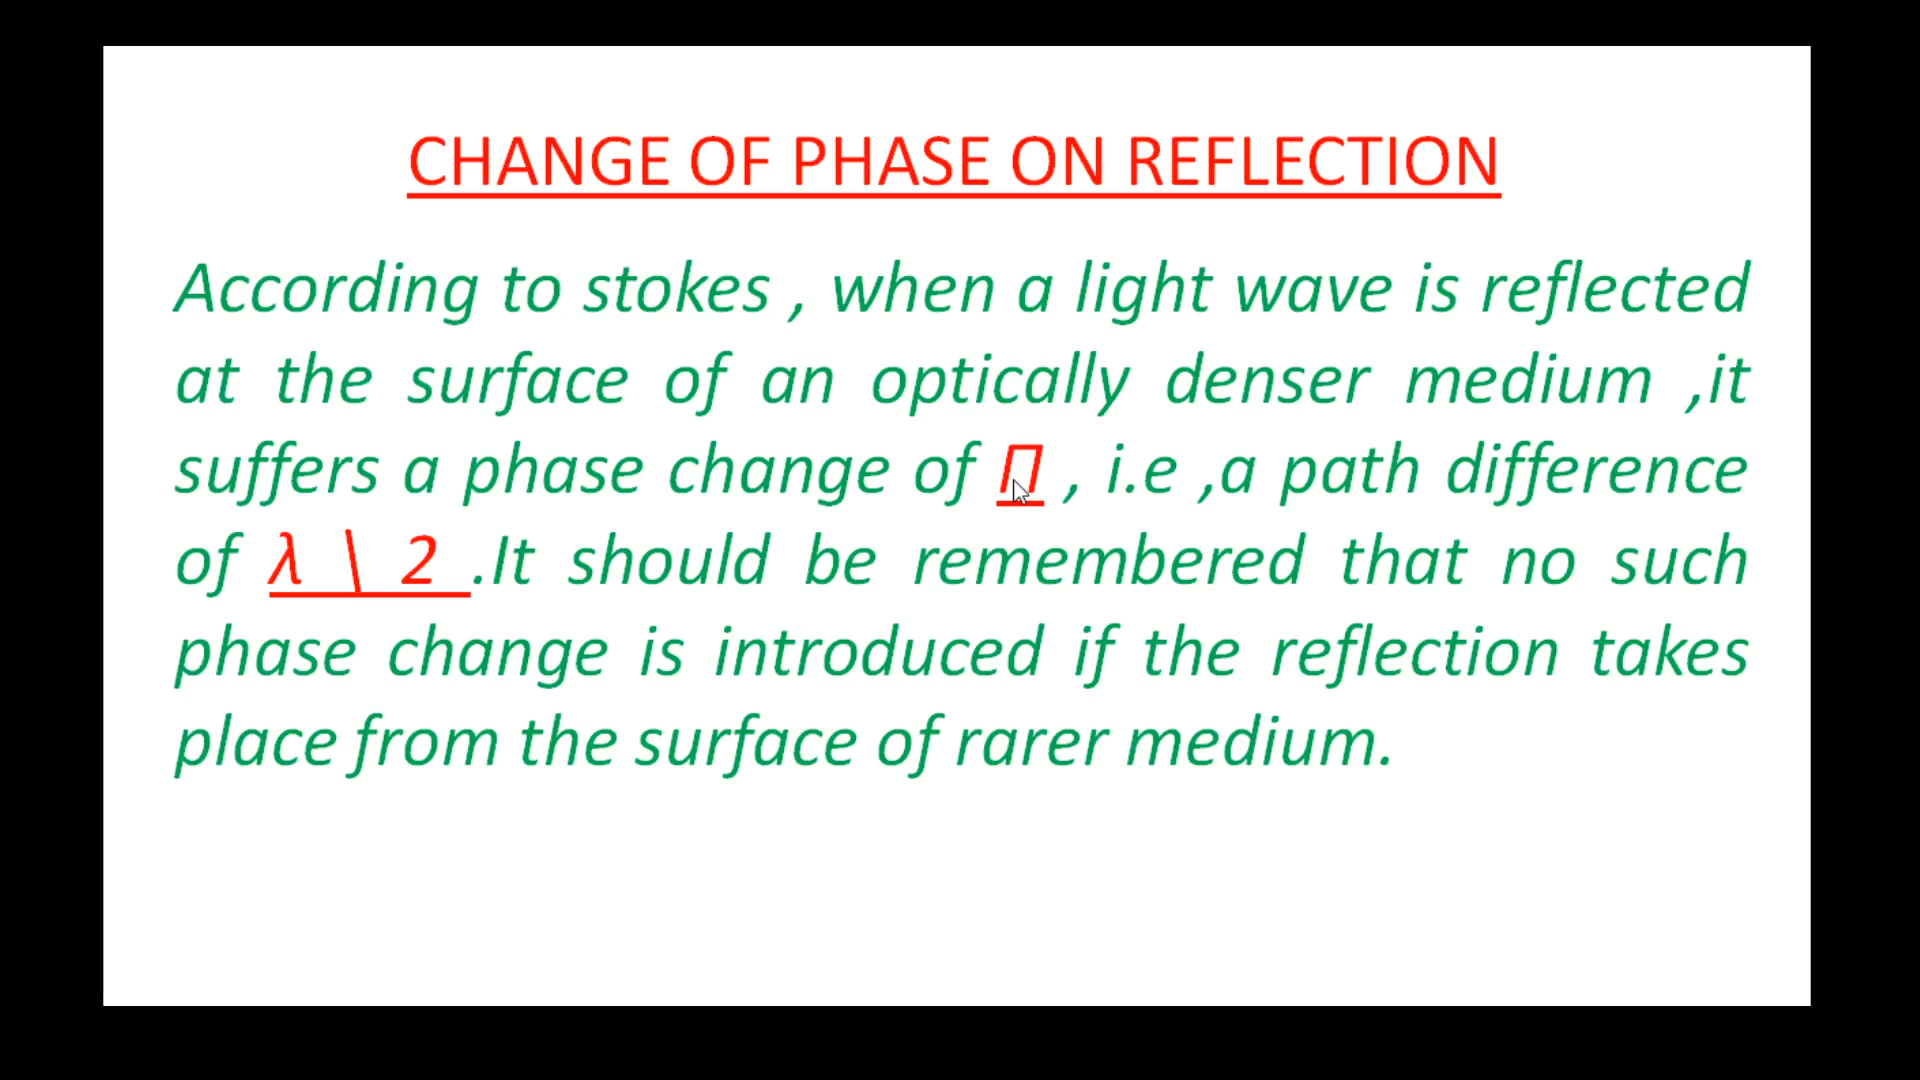 CHANGE OF PHASE ON REFLECTION
According to stokes , when a light wave is reflected
at the surface of an optically denser medium ,it
suffers a phase change of Π , i.e ,a path difference
of λ \ 2 .It should be remembered that no such
phase change is introduced if the reflection takes
place from the surface of rarer medium.